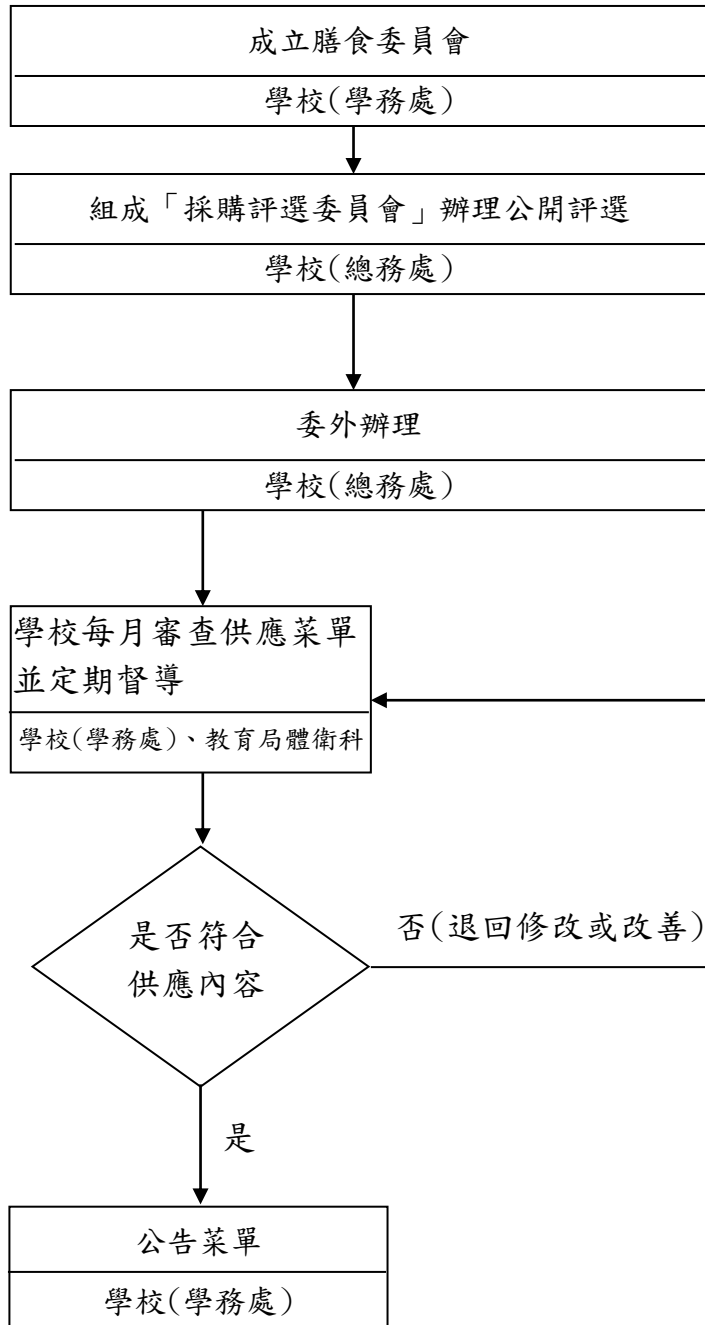 成立膳食委員會
學校(學務處)
組成「採購評選委員會」辦理公開評選
學校(總務處)
委外辦理
學校(總務處)
學校每月審查供應菜單
並定期督導
學校(學務處)、教育局體衛科
是否符合
供應內容
否(退回修改或改善)
是
公告菜單
學校(學務處)